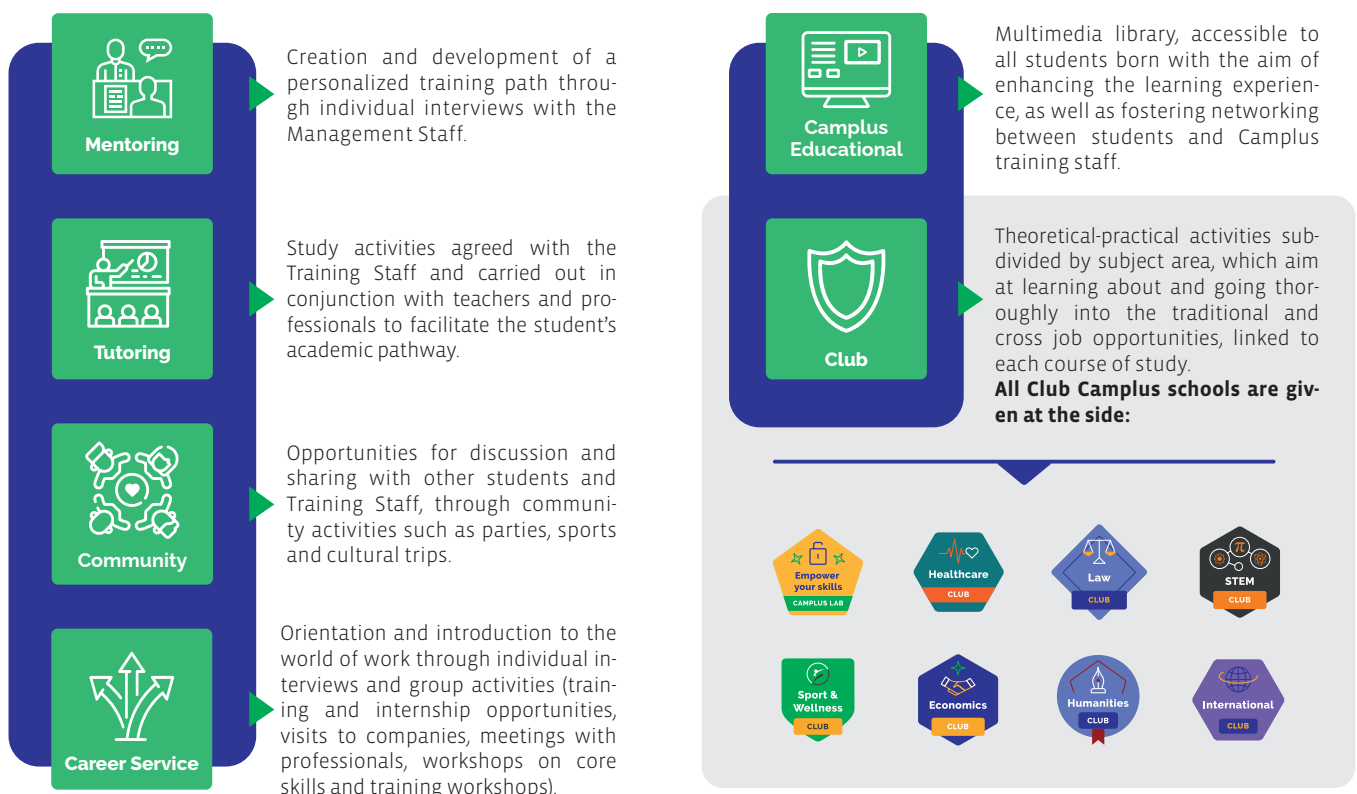 Mentoring
Creation and development of a
personalized training path throu-
gh individual interviews with the
Management Staff.
Tutoring
Study activities agreed with the
Training Staff and carried out in
conjunction with teachers and pro-
fessionals to facilitate the student's
academic pathway.
Community
Opportunities for discussion and
sharing with other students and
Training Staff, through communi-
ty activities such as parties, sports
and cultural trips.
Career Service
Orientation and introduction to the
world of work through individual in-
terviews and group activities (train-
ing and internship opportunities,
visits to companies, meetings with
professionals, workshops on core
skills and training workshops).
Camplus
Educational
Multimedia library, accessible to
all students born with the aim of
enhancing the learning experien-
ce, as well as fostering networking
between students and Camplus
training staff.
Club
Theoretical-practical activities sub-
divided by subject area, which aim
at learning about and going thor-
oughly into the traditional and
cross job opportunities, linked to
each course of study.
All Club Camplus schools are giv-
en at the side:
Empower
your skills
CAMPLUS LAB
Healthcare
CLUB
Law
CLUB
π
STEM
CLUB
Sport &
Wellness
CLUB
Economics
CLUB
Humanities
CLUB
International
CLUB